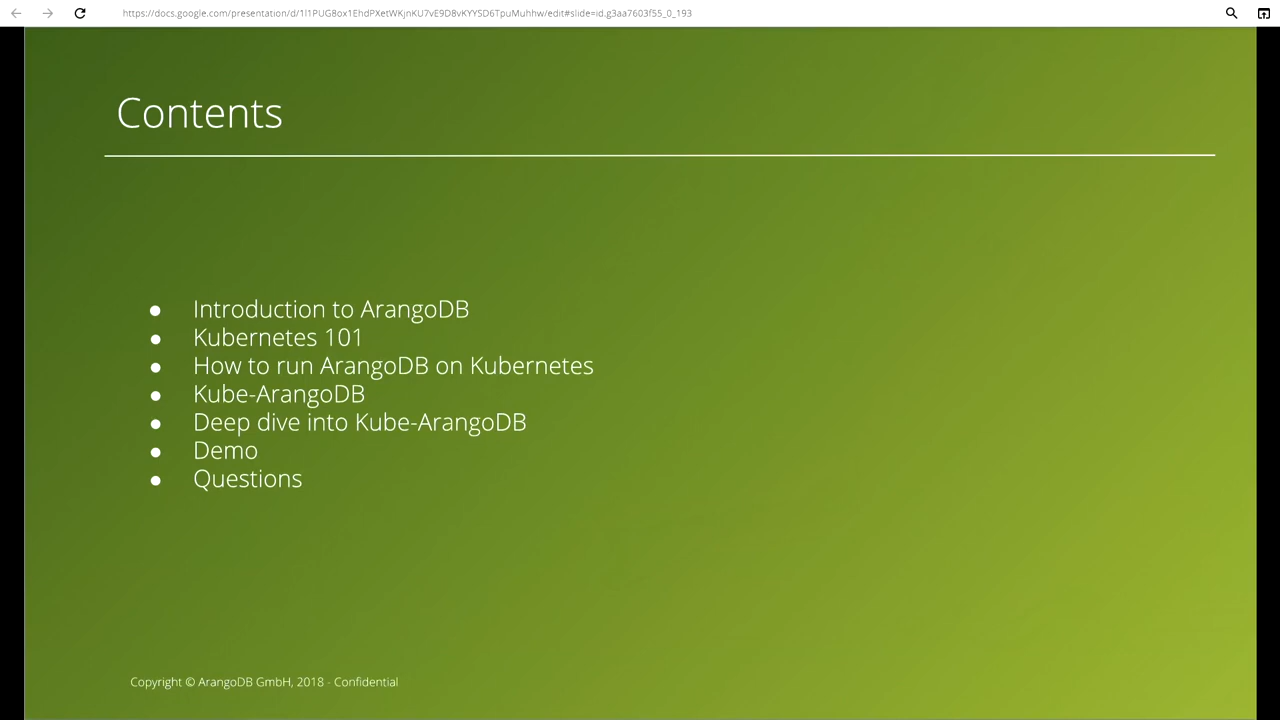 https://docs.google.com/presentation/d/1l1PUG8ox1EhdPXetWKjnKU7vE9D8vKYYSD6TpuMuhhw/edit#slide=id.g3aa7603f55_0_193
Contents
● Introduction to ArangoDB
● Kubernetes 101
● How to run ArangoDB on Kubernetes
● Kube-ArangoDB
● Deep dive into Kube-ArangoDB
● Demo
● Questions
Copyright © ArangoDB GmbH, 2018 - Confidential